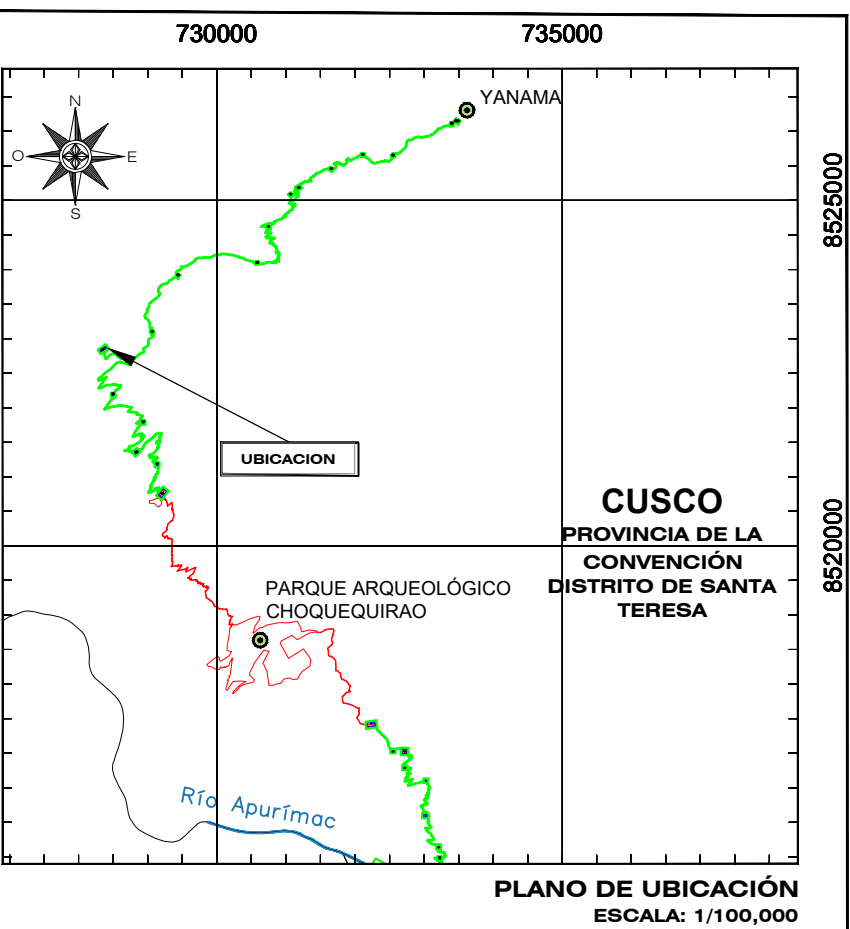 730000
735000
YANAMA
N
O
E
S
8525000
UBICACION
CUSCO
PROVINCIA DE LA
CONVENCIÓN
DISTRITO DE SANTA
TERESA
8520000
PARQUE ARQUEOLÓGICO
CHOQUEQUIRAO
Río Apurímac
PLANO DE UBICACIÓN
ESCALA: 1/100,000